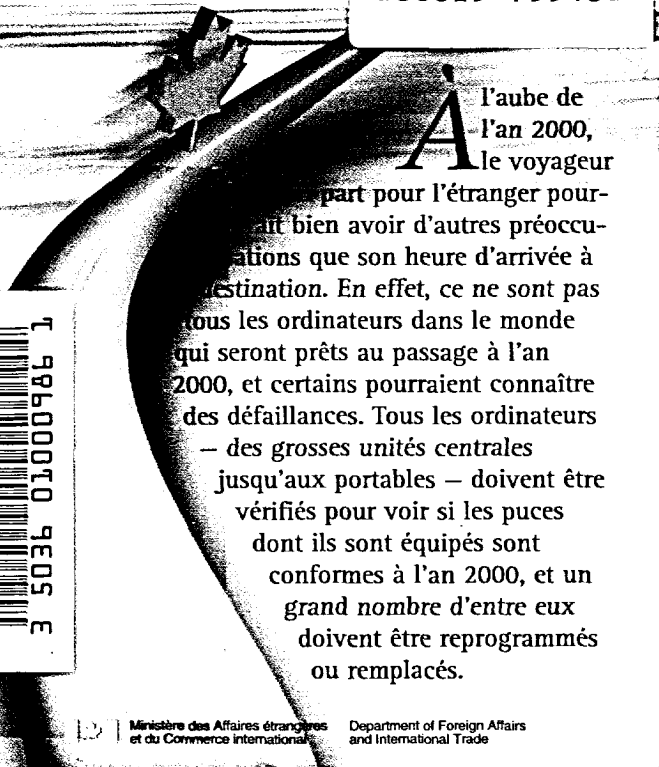 À l'aube de
l'an 2000,
le voyageur
part pour l'étranger pour-
ait bien avoir d'autres préoccu-
ations que son heure d'arrivée à
estination. En effet, ce ne sont pas
tous les ordinateurs dans le monde
qui seront prêts au passage à l'an
2000, et certains pourraient connaître
des défaillances. Tous les ordinateurs
— des grosses unités centrales
jusqu'aux portables — doivent être
vérifiés pour voir si les puces
dont ils sont équipés sont
conformes à l'an 2000, et un
grand nombre d'entre eux
doivent être reprogrammés
ou remplacés.
3 5036 01000986 1
Ministère des Affaires étrangères
et du Commerce international
Department of Foreign Affairs
and International Trade